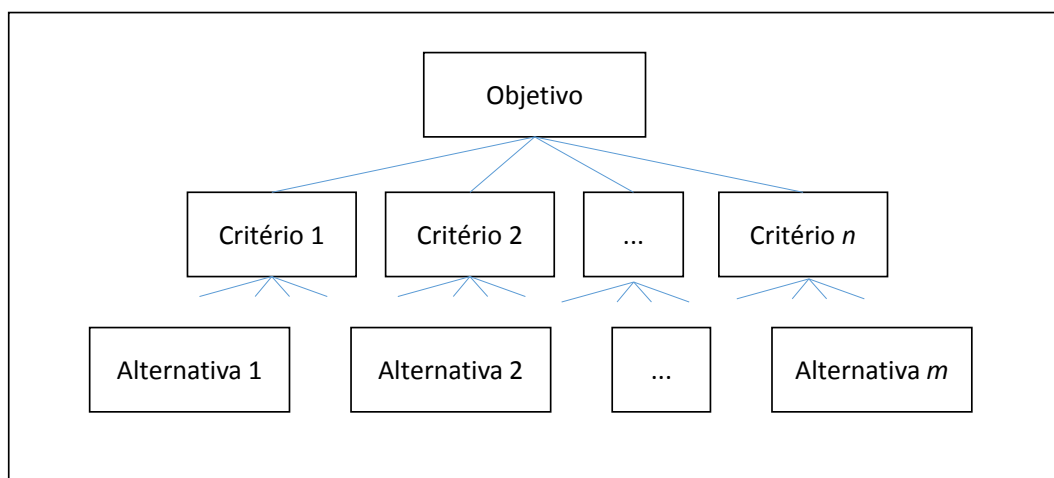 Objetivo
Critério 1
Critério 2
...
Critério n
Alternativa 1
Alternativa 2
...
Alternativa m